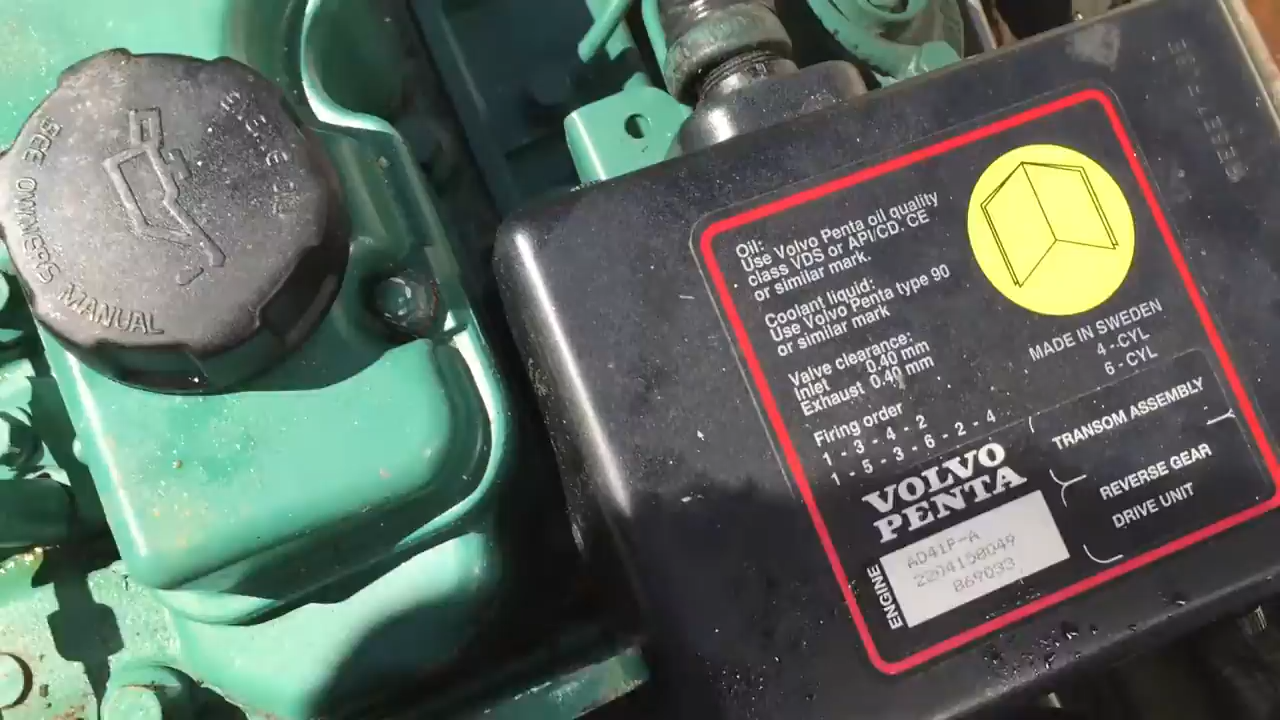 SEE OWNERS
MANUAL
Oil:
Use Volvo Penta oil quality
class VDS or API/CD. CE
or similar mark.
Coolant liquid:
Use Volvo Penta type 90
or similar mark
Valve clearance:
Inlet 0.40 mm
Exhaust 0.40 mm
Firing order
1 - 3 - 4 - 2
1 - 5 - 3 - 6 - 2 - 4
MADE IN SWEDEN
4 - CYL
6 - CYL
VOLVO
PENTA
TRANSOM ASSEMBLY
REVERSE GEAR
DRIVE UNIT
ENGINE
AD41P-A
2204158049
869033